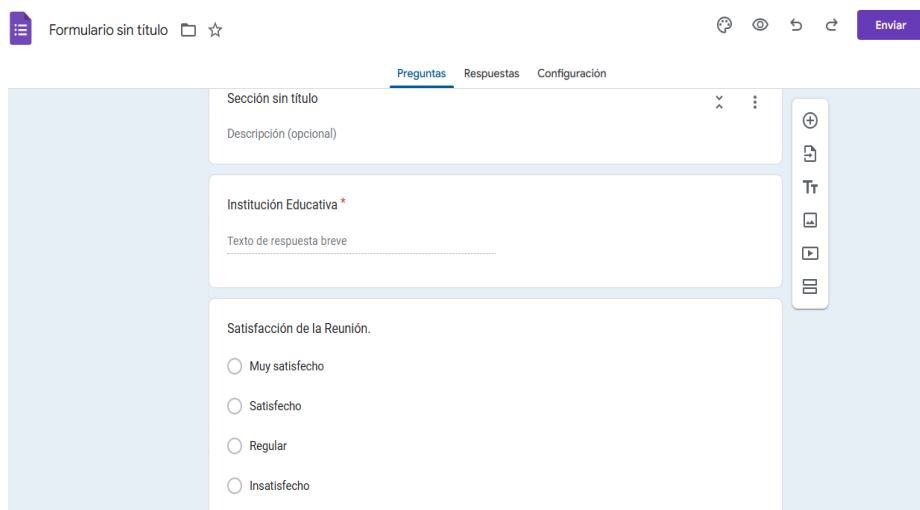 Formulario sin título
Enviar
Preguntas Respuestas Configuración
Sección sin título
Descripción (opcional)
Institución Educativa *
Texto de respuesta breve
Satisfacción de la Reunión.
Muy satisfecho
Satisfecho
Regular
Insatisfecho